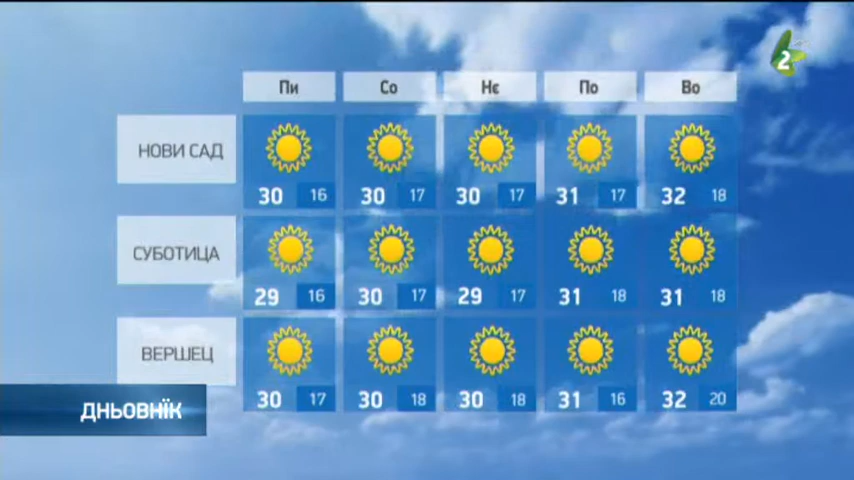 2
Пи Со Нє По Во
НОВИ САД
30 16 30 17 30 17 31 17 32 18
СУБОТИЦА
29 16 30 17 29 17 31 18 31 18
ВЕРШЕЦ
30 17 30 18 30 18 31 16 32 20
ДНЬОВНЇК